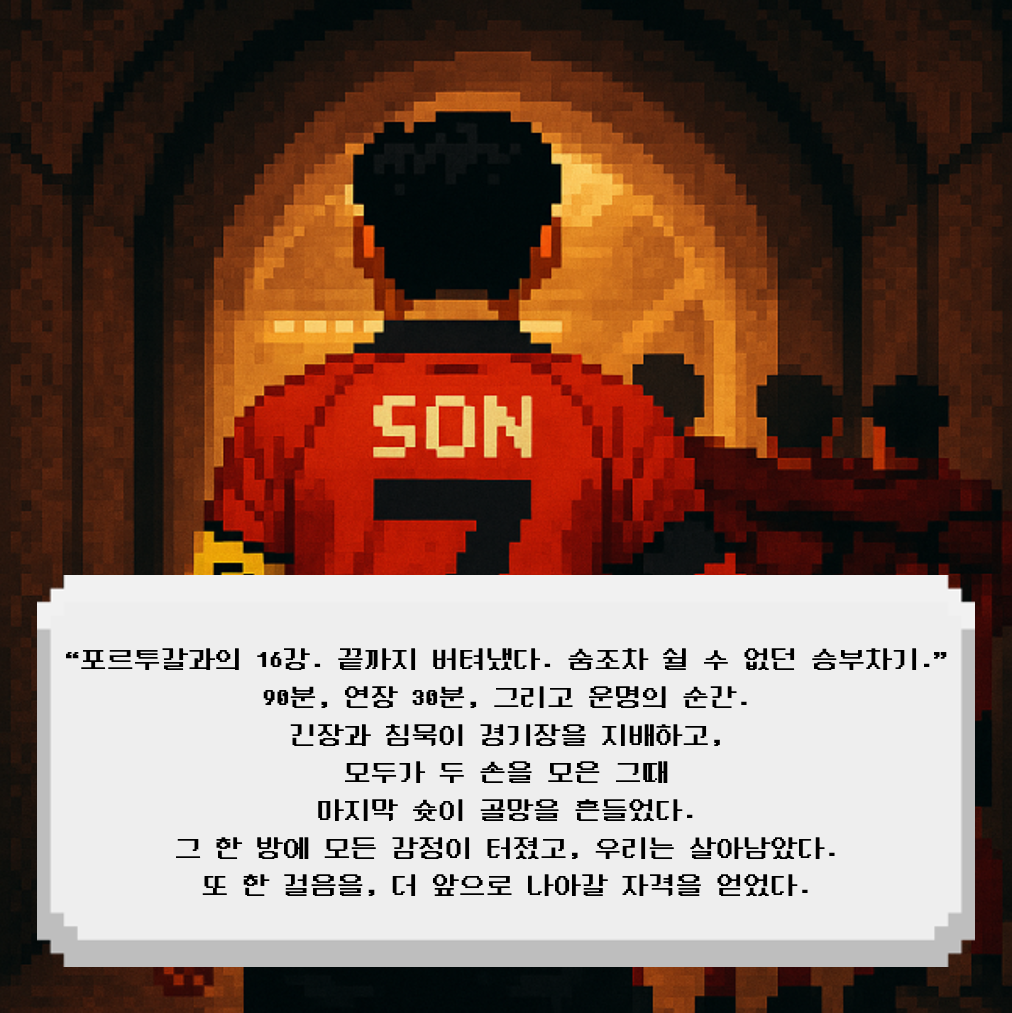 SON
7
“포르투갈과의 16강. 끝까지 버텨냈다. 숨조차 쉴 수 없던 승부차기.”
90분, 연장 30분, 그리고 운명의 순간.
긴장과 침묵이 경기장을 지배하고,
모두가 두 손을 모은 그때
마지막 슛이 골망을 흔들었다.
그 한 방에 모든 감정이 터졌고, 우리는 살아남았다.
또 한 걸음을, 더 앞으로 나아갈 자격을 얻었다.